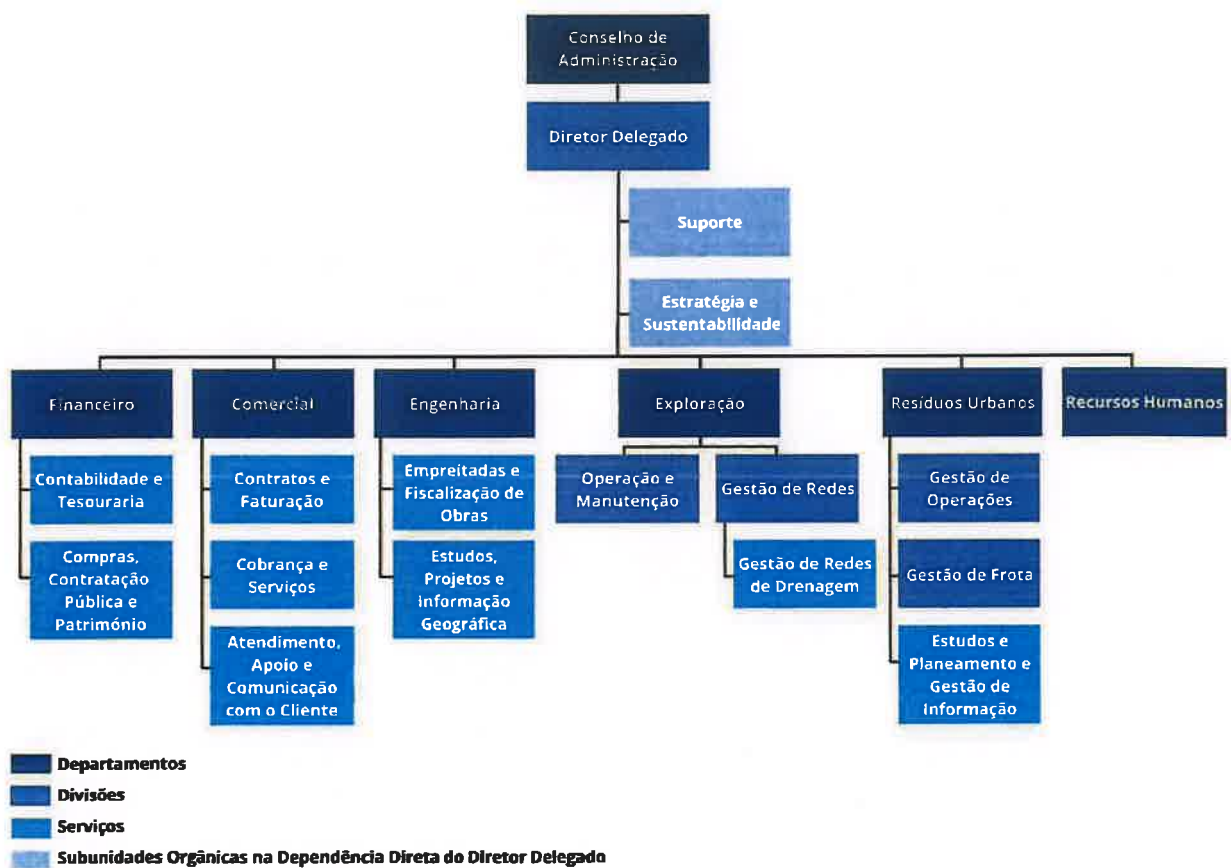 Conselho de
Administração
Diretor Delegado
Suporte
Estratégia e
Sustentabilidade
Financeiro
Comercial
Engenharia
Exploração
Resíduos Urbanos
Recursos Humanos
Contabilidade e
Tesouraria
Compras,
Contratação
Pública e
Património
Contratos e
Faturação
Cobrança e
Serviços
Atendimento,
Apoio e
Comunicação
com o Cliente
Empreitadas e
Fiscalização de
Obras
Estudos,
Projetos e
Informação
Geográfica
Operação e
Manutenção
Gestão de Redes
Gestão de Redes
de Drenagem
Gestão de
Operações
Gestão de Frota
Estudos e
Planeamento e
Gestão de
Informação
Departamentos
Divisões
Serviços
Subunidades Orgânicas na Dependência Direta do Diretor Delegado